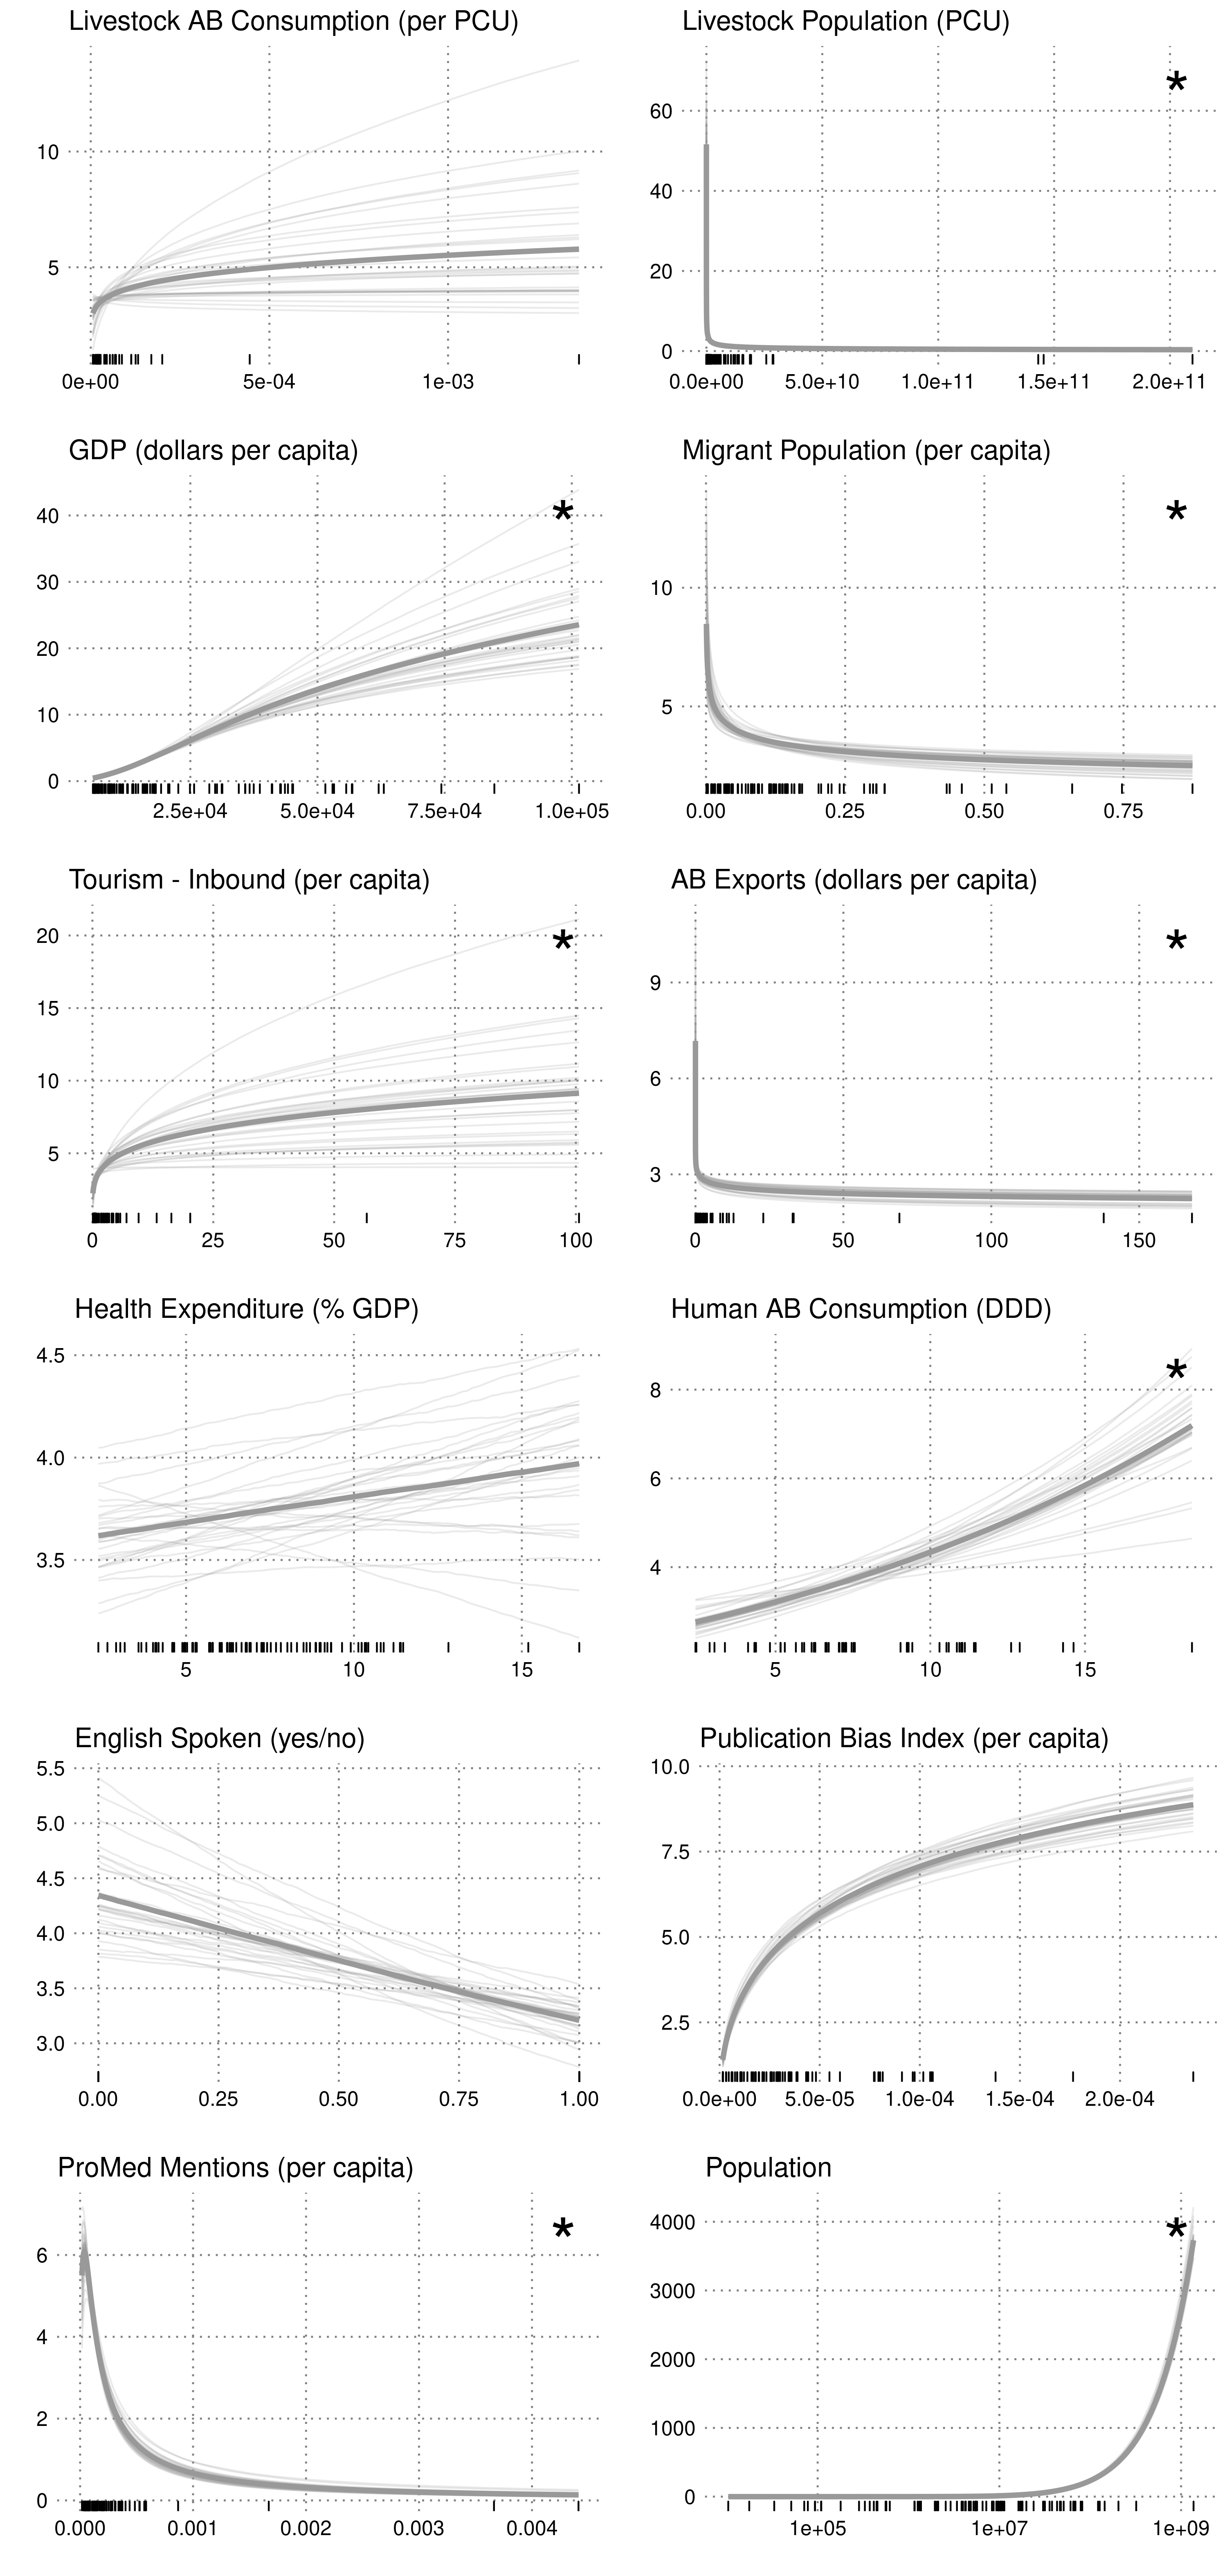 Livestock AB Consumption (per PCU)
10
5
0e+00 5e-04 1e-03
Livestock Population (PCU)
*
60
40
20
0
0.0e+00 5.0e+10 1.0e+11 1.5e+11 2.0e+11
GDP (dollars per capita)
*
40
30
20
10
0
2.5e+04 5.0e+04 7.5e+04 1.0e+05
Migrant Population (per capita)
*
10
5
0.00 0.25 0.50 0.75
Tourism - Inbound (per capita)
*
20
15
10
5
0 25 50 75 100
AB Exports (dollars per capita)
*
9
6
3
0 50 100 150
Health Expenditure (% GDP)
4.5
4.0
3.5
5 10 15
Human AB Consumption (DDD)
*
8
6
4
5 10 15
English Spoken (yes/no)
5.5
5.0
4.5
4.0
3.5
3.0
0.00 0.25 0.50 0.75 1.00
Publication Bias Index (per capita)
10.0
7.5
5.0
2.5
0.0e+00 5.0e-05 1.0e-04 1.5e-04 2.0e-04
ProMed Mentions (per capita)
*
6
4
2
0
0.000 0.001 0.002 0.003 0.004
Population
*
4000
3000
2000
1000
0
1e+05 1e+07 1e+09